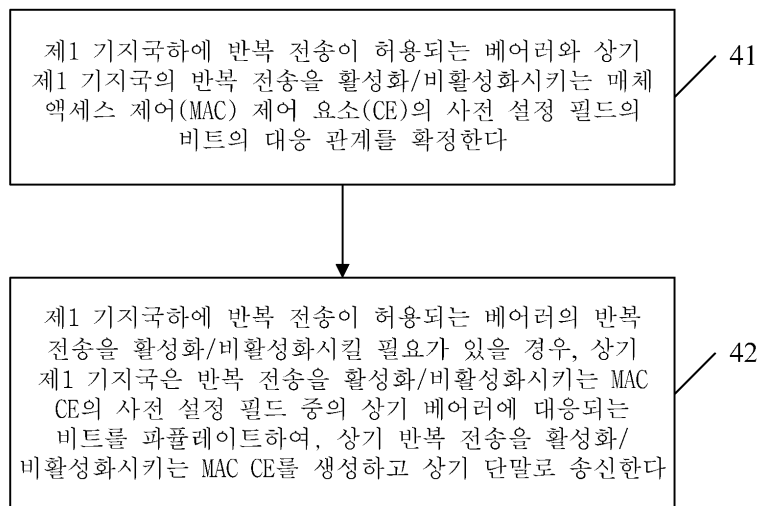 제1 기지국하에 반복 전송이 허용되는 베어러와 상기
제1 기지국의 반복 전송을 활성화/비활성화시키는 매체
액세스 제어(MAC) 제어 요소(CE)의 사전 설정 필드의
비트의 대응 관계를 확정한다
41
제1 기지국하에 반복 전송이 허용되는 베어러의 반복
전송을 활성화/비활성화시킬 필요가 있을 경우, 상기
제1 기지국은 반복 전송을 활성화/비활성화시키는 MAC
CE의 사전 설정 필드 중의 상기 베어러에 대응되는
비트를 파퓰레이트하여, 상기 반복 전송을 활성화/
비활성화시키는 MAC CE를 생성하고 상기 단말로 송신한다
42